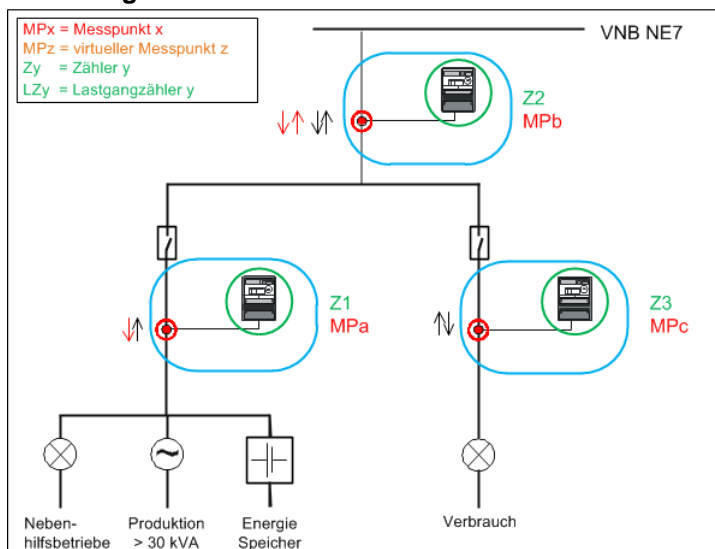 MPx = Messpunkt x
MPz = virtueller Messpunkt z
Zy = Zähler y
LZy = Lastgangzähler y
VNB NE7
Z2
MPb
Z1
MPa
Z3
MPc
Neben-
hilfsbetriebe
Produktion
> 30 kVA
Energie
Speicher
Verbrauch